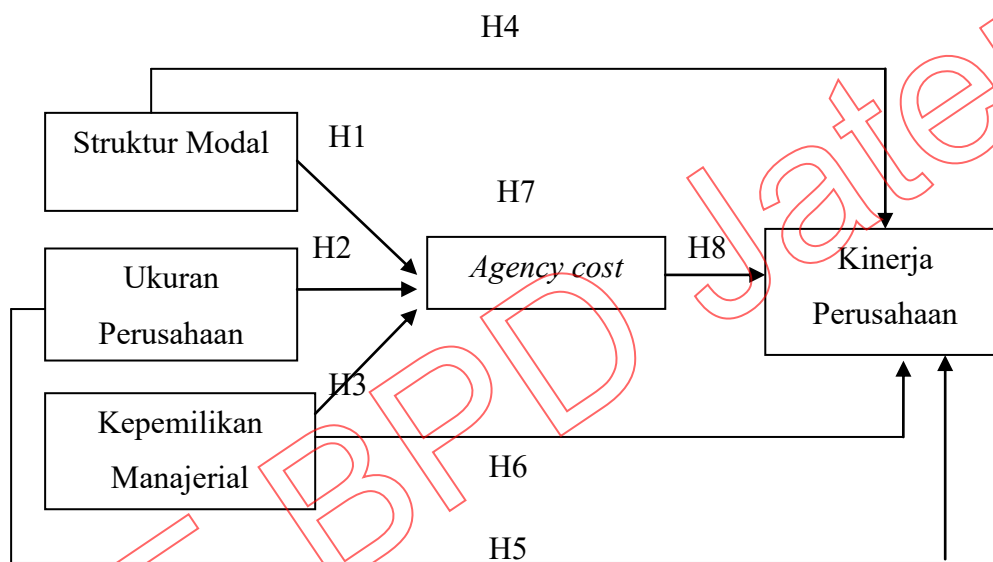 H4
Struktur Modal
H1
H7
H2
Ukuran
Perusahaan
Agency cost
H8
Kinerja
Perusahaan
H3
Kepemilikan
Manajerial
H6
H5
BPD Jate